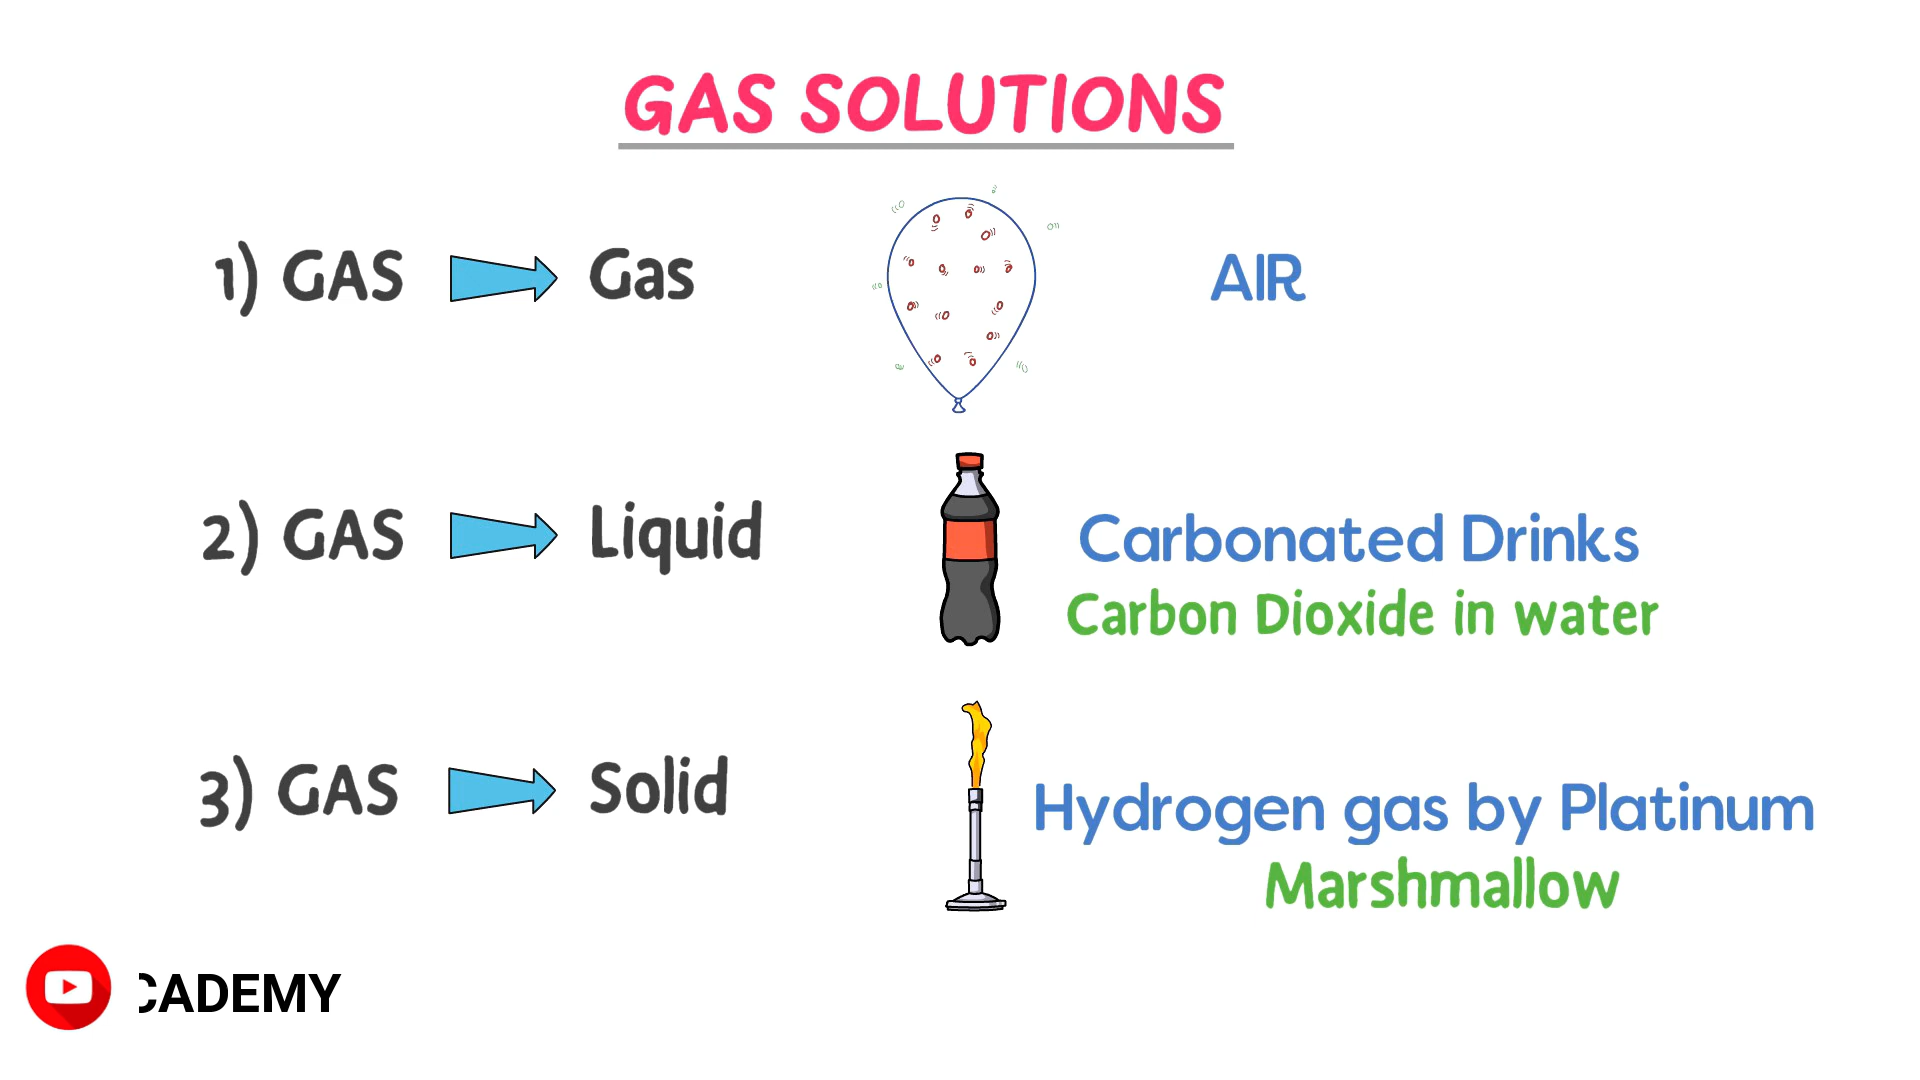 GAS SOLUTIONS
1) GAS Gas AIR
2) GAS Liquid Carbonated Drinks
Carbon Dioxide in water
3) GAS Solid Hydrogen gas by Platinum
Marshmallow
CADEMY